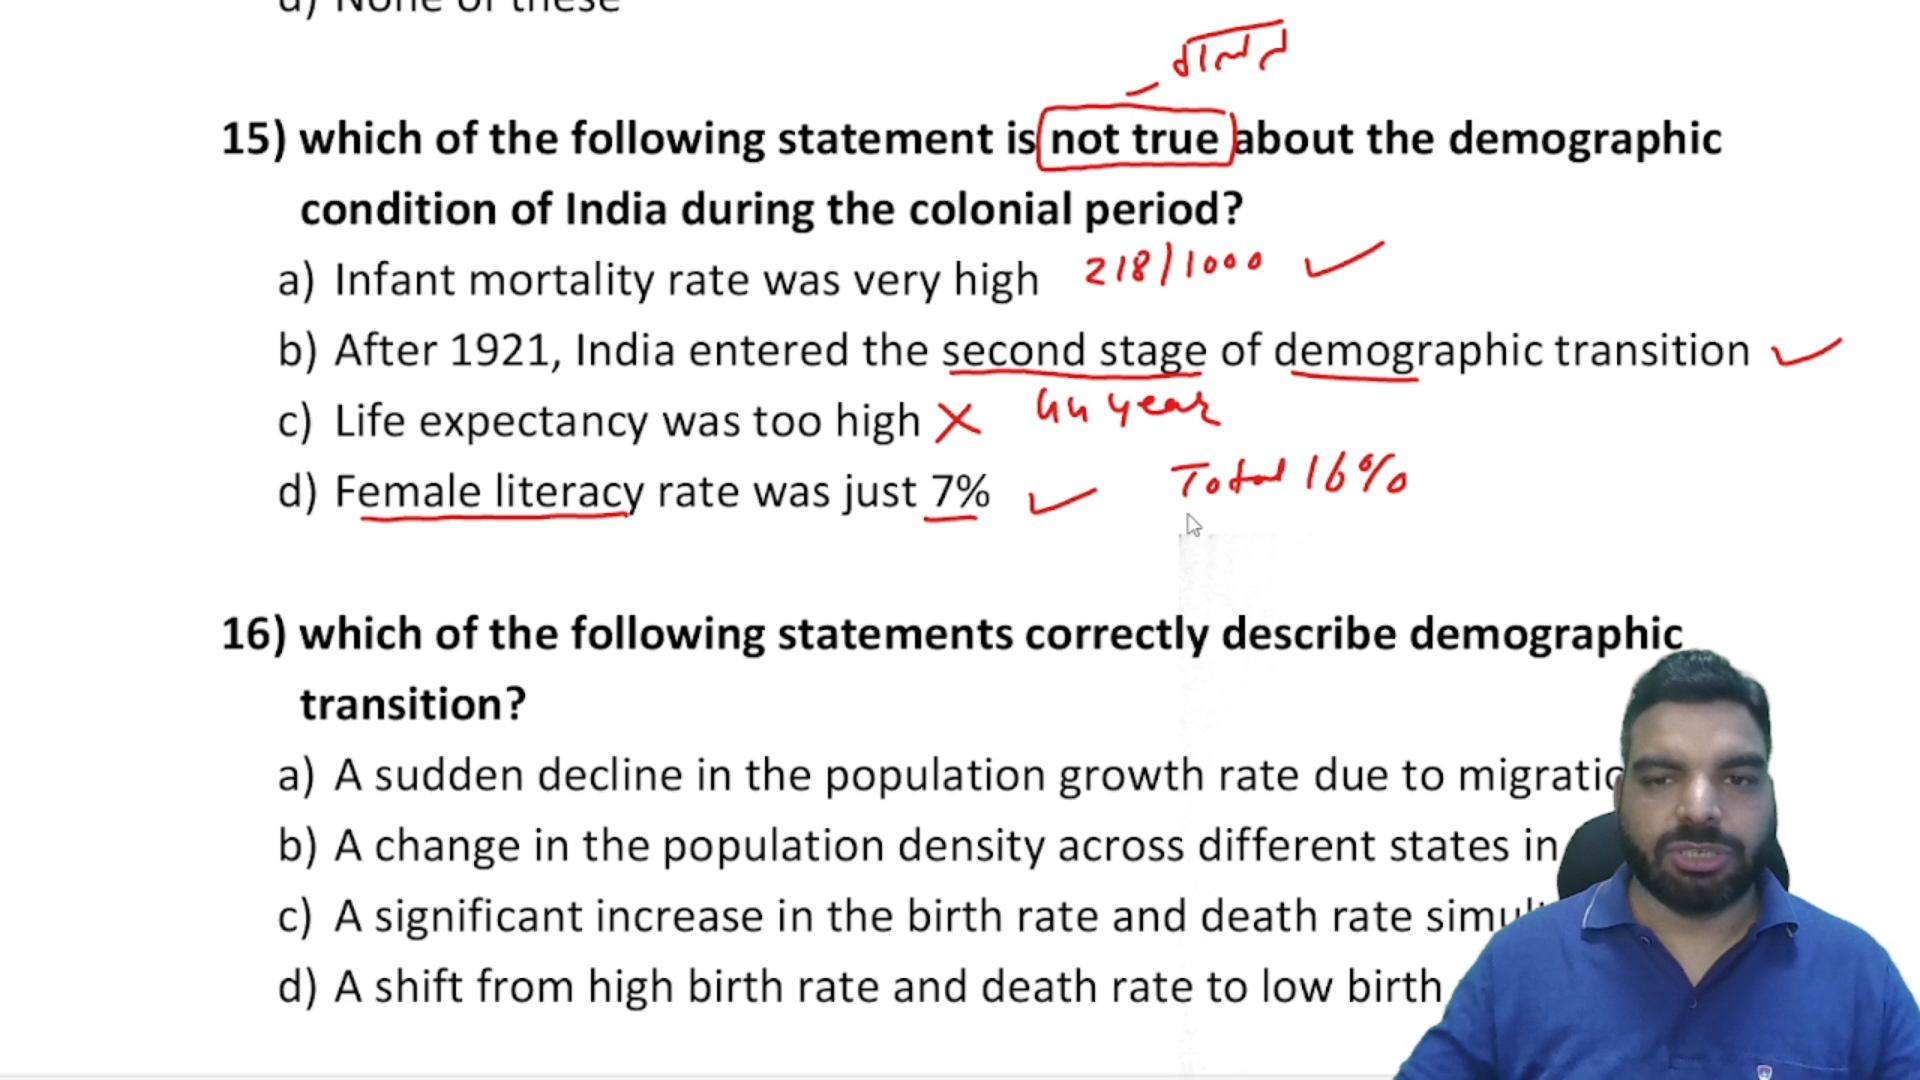 d) None of these
15) which of the following statement is not true about the demographic
condition of India during the colonial period?
a) Infant mortality rate was very high 218/1000
b) After 1921, India entered the second stage of demographic transition
c) Life expectancy was too high 44 year
d) Female literacy rate was just 7% Total 16%
16) which of the following statements correctly describe demographic
transition?
a) A sudden decline in the population growth rate due to
b) A change in the population density across different states in
c) A significant increase in the birth rate and death rate
d) A shift from high birth rate and death rate to low birth